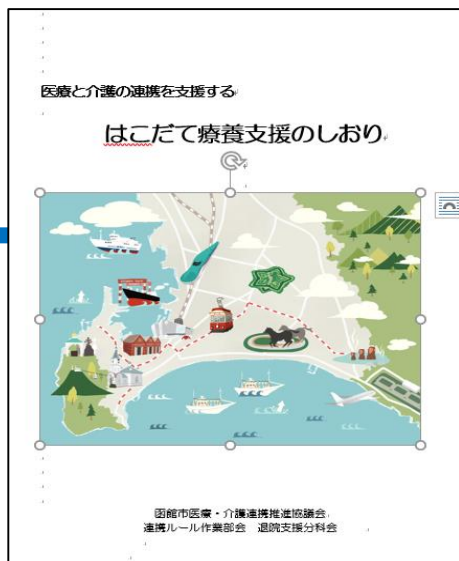 医療と介護の連携を支援する
はこだて療養支援のしおり
函館市医療・介護連携推進協議会
連携ルール作業部会　退院支援分科会